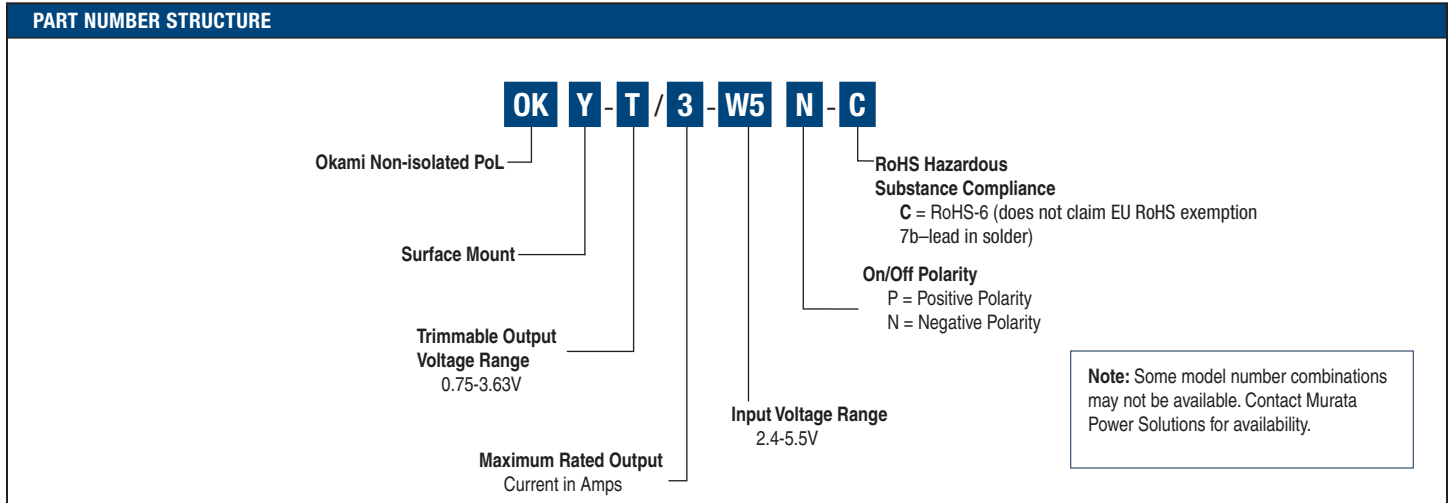 PART NUMBER STRUCTURE
OK Y - T / 3 - W5 N - C
Okami Non-isolated PoL
RoHS Hazardous
Substance Compliance
C = RoHS-6 (does not claim EU RoHS exemption
7b–lead in solder)
Surface Mount
On/Off Polarity
P = Positive Polarity
N = Negative Polarity
Trimmable Output
Voltage Range
0.75-3.63V
Note: Some model number combinations
may not be available. Contact Murata
Power Solutions for availability.
Input Voltage Range
2.4-5.5V
Maximum Rated Output
Current in Amps